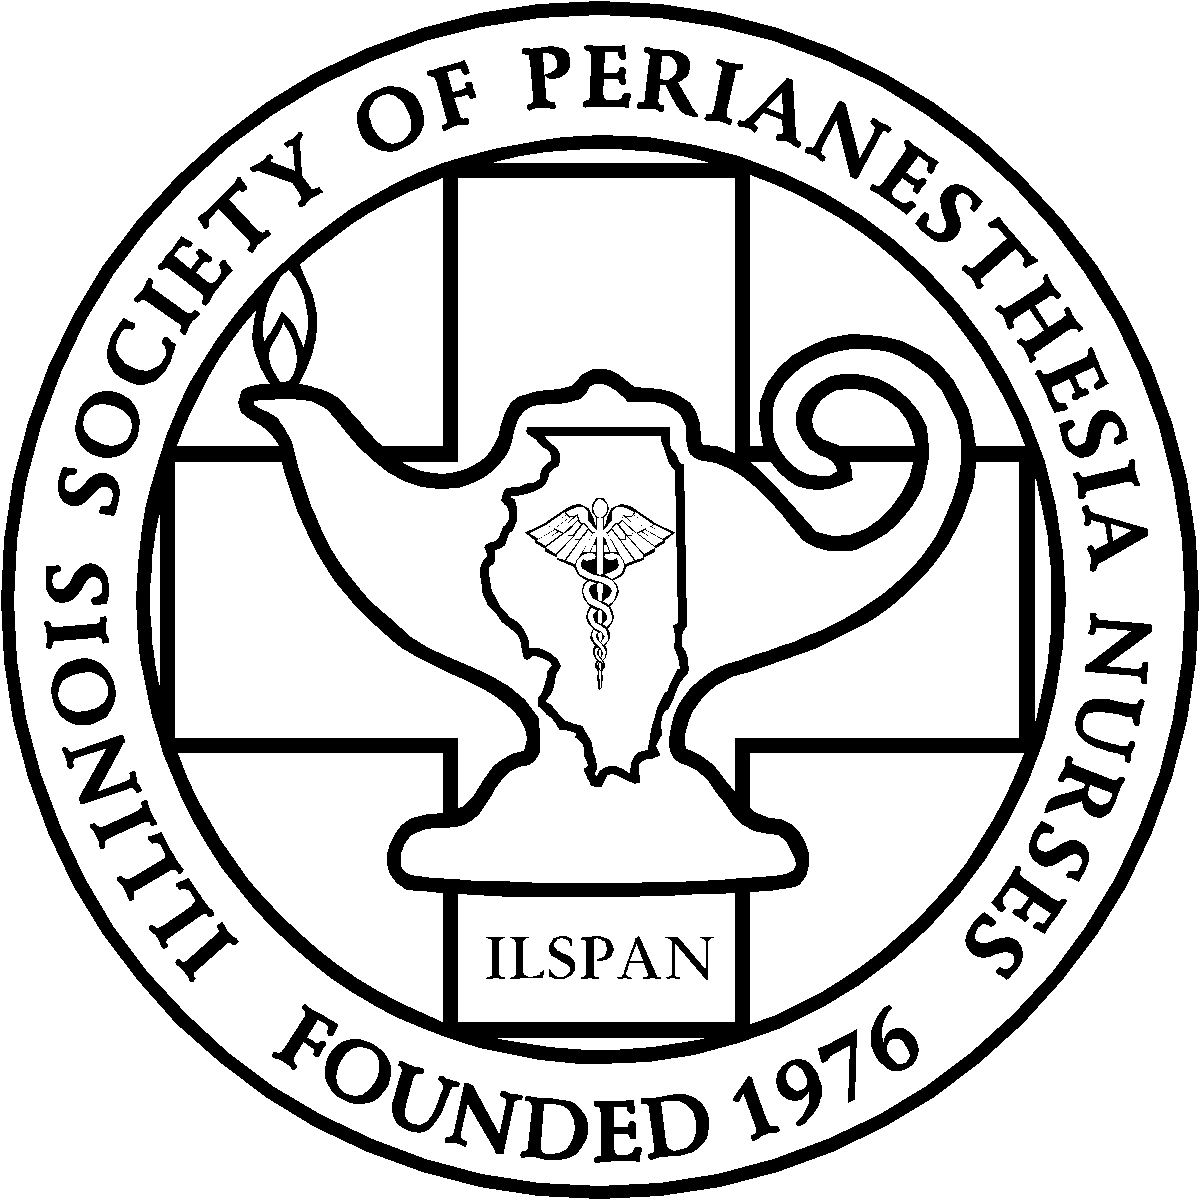 ILLINOIS SOCIETY OF PERIANESTHESIA NURSES
ILSPAN
FOUNDED 1976